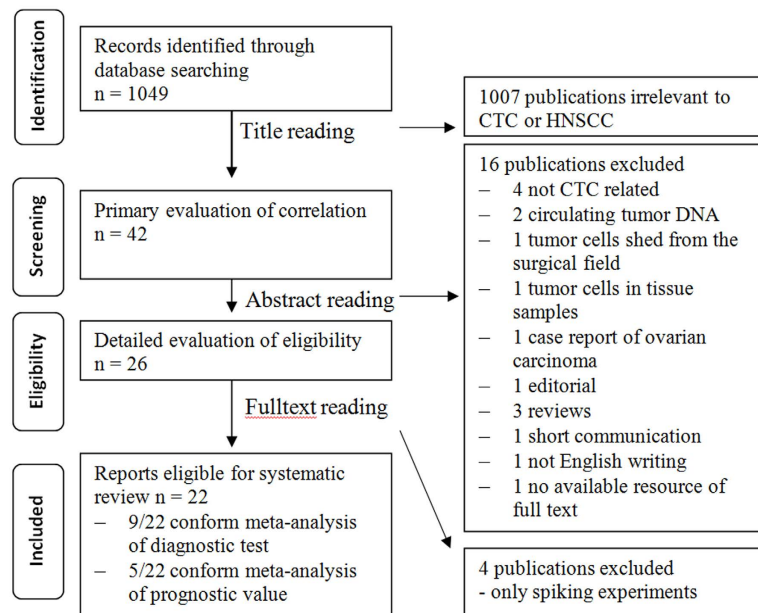 Identification
Records identified through
database searching
n = 1049
Title reading
1007 publications irrelevant to
CTC or HNSCC
Screening
Primary evaluation of correlation
n = 42
Abstract reading
16 publications excluded
– 4 not CTC related
– 2 circulating tumor DNA
– 1 tumor cells shed from the
surgical field
– 1 tumor cells in tissue
samples
– 1 case report of ovarian
carcinoma
– 1 editorial
– 3 reviews
– 1 short communication
– 1 not English writing
– 1 no available resource of
full text
Eligibility
Detailed evaluation of eligibility
n = 26
Fulltext reading
Included
Reports eligible for systematic
review n = 22
– 9/22 conform meta-analysis
of diagnostic test
– 5/22 conform meta-analysis
of prognostic value
4 publications excluded
- only spiking experiments